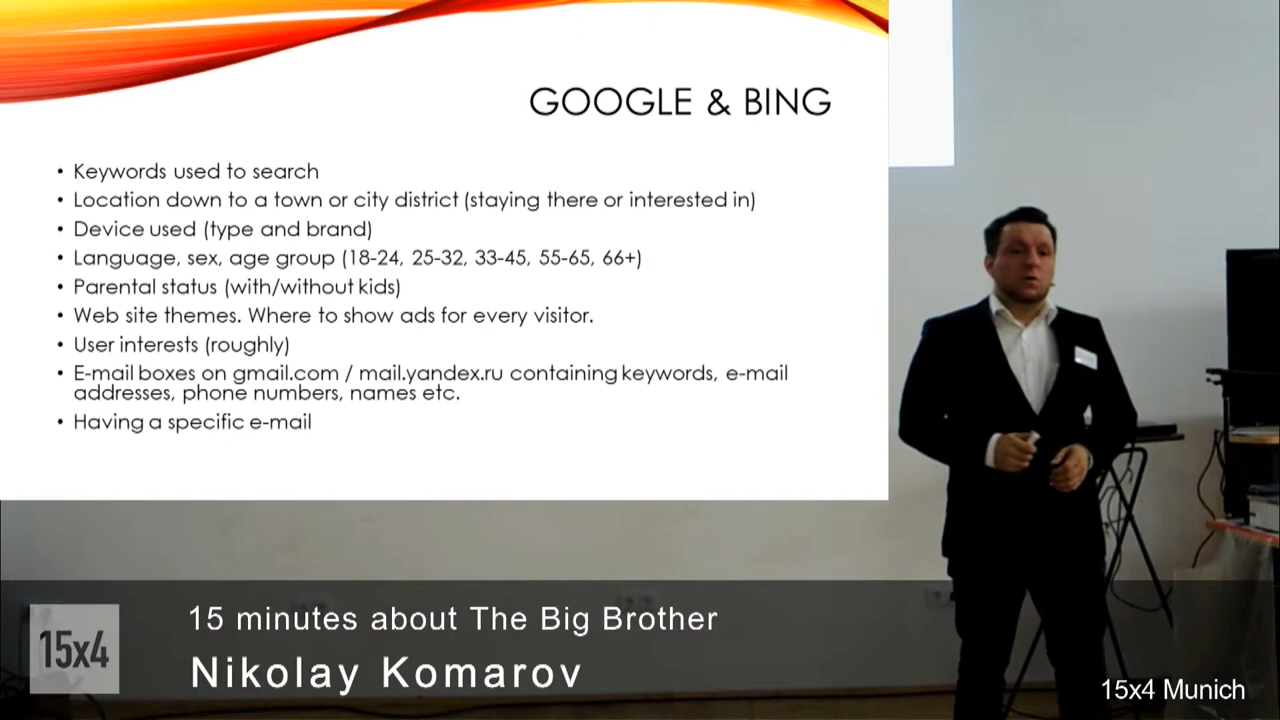 GOOGLE & BING
• Keywords used to search
• Location down to a town or city district (staying there or interested in)
• Device used (type and brand)
• Language, sex, age group (18-24, 25-32, 33-45, 55-65, 66+)
• Parental status (with/without kids)
• Web site themes. Where to show ads for every visitor.
• User interests (roughly)
• E-mail boxes on gmail.com / mail.yandex.ru containing keywords, e-mail
addresses, phone numbers, names etc.
• Having a specific e-mail
15 minutes about The Big Brother
15x4
Nikolay Komarov
15x4 Munich